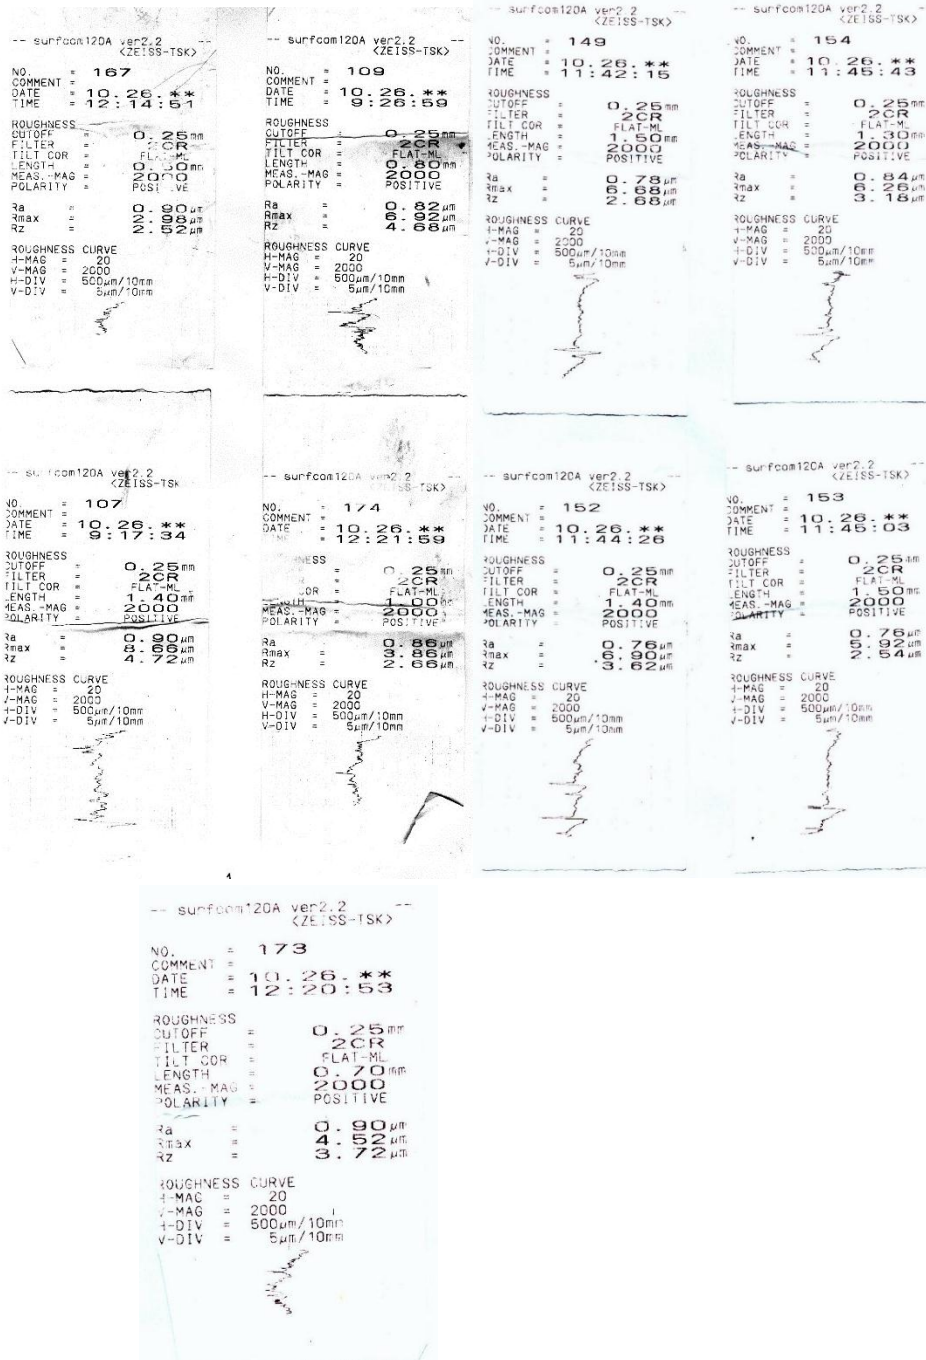 -- surfcom120A ver2.2 --
<ZEISS-TSK>
NO. = 167
COMMENT =
DATE = 10.26.**
TIME = 12:14:51
ROUGHNESS
CUTOFF = 0.25mm
FILTER = 2CR
TILT COR = FLAT-ML
LENGTH = mm
MEAS.-MAG = 2000
POLARITY = POSITIVE
Ra = 0.90µm
Rmax = 2.98µm
Rz = 2.52µm
ROUGHNESS CURVE
H-MAG = 20
V-MAG = 2000
H-DIV = 500µm/10mm
V-DIV = 5µm/10mm
-- surfcom120A ver2.2 --
<ZEISS-TSK>
NO. = 109
COMMENT =
DATE = 10.26.**
TIME = 9:26:59
ROUGHNESS
CUTOFF = 0.25mm
FILTER = 2CR
TILT COR = FLAT-ML
LENGTH = 0.80mm
MEAS.-MAG = 2000
POLARITY = POSITIVE
Ra = 0.82µm
Rmax = 6.92µm
Rz = 4.68µm
ROUGHNESS CURVE
H-MAG = 20
V-MAG = 2000
H-DIV = 500µm/10mm
V-DIV = 5µm/10mm
-- surfcom120A ver2.2 --
<ZEISS-TSK>
NO. = 149
COMMENT =
DATE = 10.26.**
TIME = 11:42:15
ROUGHNESS
CUTOFF = 0.25mm
FILTER = 2CR
TILT COR = FLAT-ML
LENGTH = 1.50mm
MEAS.-MAG = 2000
POLARITY = POSITIVE
Ra = 0.78µm
Rmax = 6.68µm
Rz = 2.68µm
ROUGHNESS CURVE
H-MAG = 20
V-MAG = 2000
H-DIV = 500µm/10mm
V-DIV = 5µm/10mm
-- surfcom120A ver2.2 --
<ZEISS-TSK>
NO. = 154
COMMENT =
DATE = 10.26.**
TIME = 11:45:43
ROUGHNESS
CUTOFF = 0.25mm
FILTER = 2CR
TILT COR = FLAT-ML
LENGTH = 1.30mm
MEAS.-MAG = 2000
POLARITY = POSITIVE
Ra = 0.84µm
Rmax = 6.26µm
Rz = 3.18µm
ROUGHNESS CURVE
H-MAG = 20
V-MAG = 2000
H-DIV = 500µm/10mm
V-DIV = 5µm/10mm
-- surfcom120A ver2.2 --
<ZEISS-TSK
NO. = 107
COMMENT =
DATE = 10.26.**
TIME = 9:17:34
ROUGHNESS
CUTOFF = 0.25mm
FILTER = 2CR
TILT COR = FLAT-ML
LENGTH = 1.40mm
MEAS.-MAG = 2000
POLARITY = POSITIVE
Ra = 0.90µm
Rmax = 8.66µm
Rz = 4.72µm
ROUGHNESS CURVE
H-MAG = 20
V-MAG = 2000
H-DIV = 500µm/10mm
V-DIV = 5µm/10mm
-- surfcom120A ver2.2 --
<ZEISS-TSK>
NO. = 174
COMMENT =
DATE = 10.26.**
= 12:21:59
= 0.25mm
= 2CR
COR = FLAT-ML
= 1.00
MEAS.-MAG = 2000
POLARITY = POSITIVE
Ra = 0.86µm
Rmax = 3.86µm
Rz = 2.66µm
ROUGHNESS CURVE
H-MAG = 20
V-MAG = 2000
H-DIV = 500µm/10mm
V-DIV = 5µm/10mm
-- surfcom120A ver2.2 --
<ZEISS-TSK>
NO. = 152
COMMENT =
DATE = 10.26.**
TIME = 11:44:26
ROUGHNESS
CUTOFF = 0.25mm
FILTER = 2CR
TILT COR = FLAT-ML
LENGTH = 1.40mm
MEAS.-MAG = 2000
POLARITY = POSITIVE
Ra = 0.76µm
Rmax = 6.90µm
Rz = 3.62µm
ROUGHNESS CURVE
H-MAG = 20
V-MAG = 2000
H-DIV = 500µm/10mm
V-DIV = 5µm/10mm
-- surfcom120A ver2.2 --
<ZEISS-TSK>
NO. = 153
COMMENT =
DATE = 10.26.**
TIME = 11:45:03
ROUGHNESS
CUTOFF = 0.25mm
FILTER = 2CR
TILT COR = FLAT-ML
LENGTH = 1.50mm
MEAS.-MAG = 2000
POLARITY = POSITIVE
Ra = 0.76µm
Rmax = 5.92µm
Rz = 2.54µm
ROUGHNESS CURVE
H-MAG = 20
V-MAG = 2000
H-DIV = 500µm/10mm
V-DIV = 5µm/10mm
-- surfcom120A ver2.2 --
<ZEISS-TSK>
NO. = 173
COMMENT =
DATE = 10.26.**
TIME = 12:20:53
ROUGHNESS
CUTOFF = 0.25mm
FILTER = 2CR
TILT COR = FLAT-ML
LENGTH = 0.70mm
MEAS.-MAG = 2000
POLARITY = POSITIVE
Ra = 0.90µm
Rmax = 4.52µm
Rz = 3.72µm
ROUGHNESS CURVE
H-MAG = 20
V-MAG = 2000
H-DIV = 500µm/10mm
V-DIV = 5µm/10mm